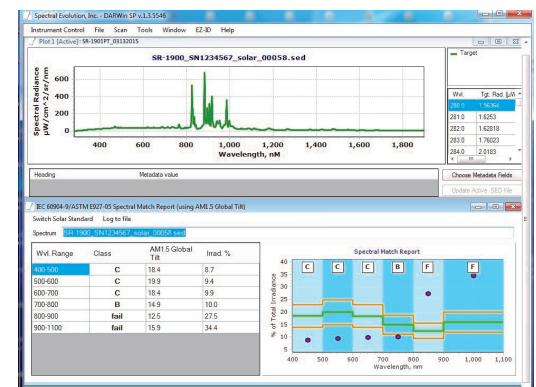 Spectral Evolution, Inc. - DARWin SP v.1.3.5546
Instrument Control File Scan Tools Window EZ-ID Help
Plot 1 [Active]: SR-1901PT_03132015
SR-1900_SN1234567_solar_00058.sed
Target
Spectral Radiance
µW/cm^2/sr/nm
600
400
200
0
400 600 800 1,000 1,200 1,400 1,600 1,800
Wavelength, nM
Wvl. Tgt. Rad. [µW
280.0 1.56364
281.0 1.6253
282.0 1.62818
283.0 1.76023
284.0 2.0183
Heading Metadata value
Choose Metadata Fields
Update Active .SED file
IEC 60904-9/ASTM E927-05 Spectral Match Report (using AM1.5 Global Tilt)
Switch Solar Standard Log to file
Spectrum SR-1900_SN1234567_solar_00058.sed
Wvl. Range Class AM1.5 Global Tilt Irrad. %
400-500 C 18.4 8.7
500-600 C 19.9 9.4
600-700 C 18.4 9.9
700-800 B 14.9 10.0
800-900 fail 12.5 27.5
900-1100 fail 15.9 34.4
Spectral Match Report
% of Total Irradiance
40
35
30
25
20
15
10
5
C C C B F F
400 500 600 700 800 900 1,000 1,100
Wavelength, nm